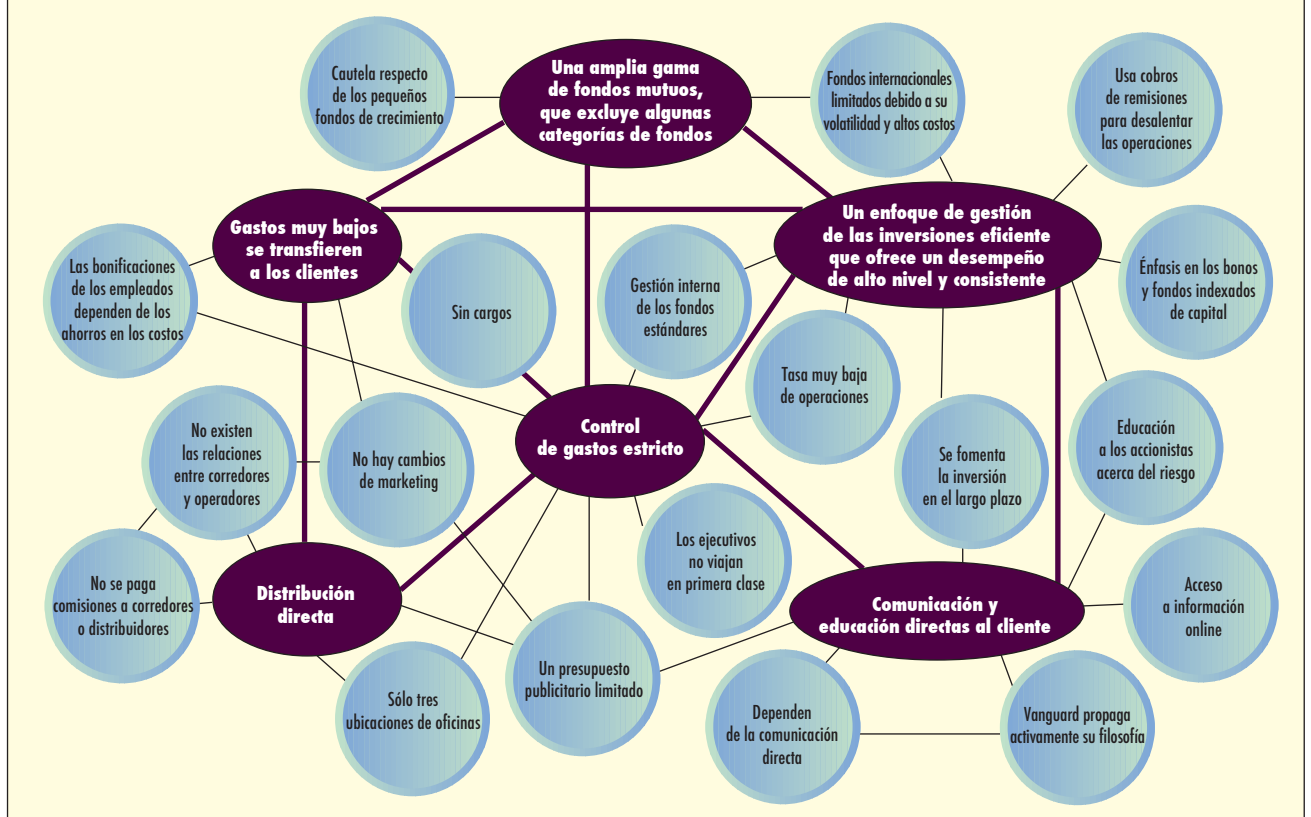 Cautela respecto
de los pequeños
fondos de crecimiento
Una amplia gama
de fondos mutuos,
que excluye algunas
categorías de fondos
Fondos internacionales
limitados debido a su
volatilidad y altos costos
Usa cobros
de remisiones
para desalentar
las operaciones
Gastos muy bajos
se transfieren
a los clientes
Un enfoque de gestión
de las inversiones eficiente
que ofrece un desempeño
de alto nivel y consistente
Las bonificaciones
de los empleados
dependen de los
ahorros en los costos
Sin cargos
Gestión interna
de los fondos
estándares
Énfasis en los bonos
y fondos indexados
de capital
Tasa muy baja
de operaciones
Control
de gastos estricto
No existen
las relaciones
entre corredores
y operadores
No hay cambios
de marketing
Se fomenta
la inversión
en el largo plazo
Educación
a los accionistas
acerca del riesgo
Los ejecutivos
no viajan
en primera clase
No se paga
comisiones a corredores
o distribuidores
Distribución
directa
Comunicación y
educación directas al cliente
Acceso
a información
online
Sólo tres
ubicaciones de oficinas
Un presupuesto
publicitario limitado
Dependen
de la comunicación
directa
Vanguard propaga
activamente su filosofía